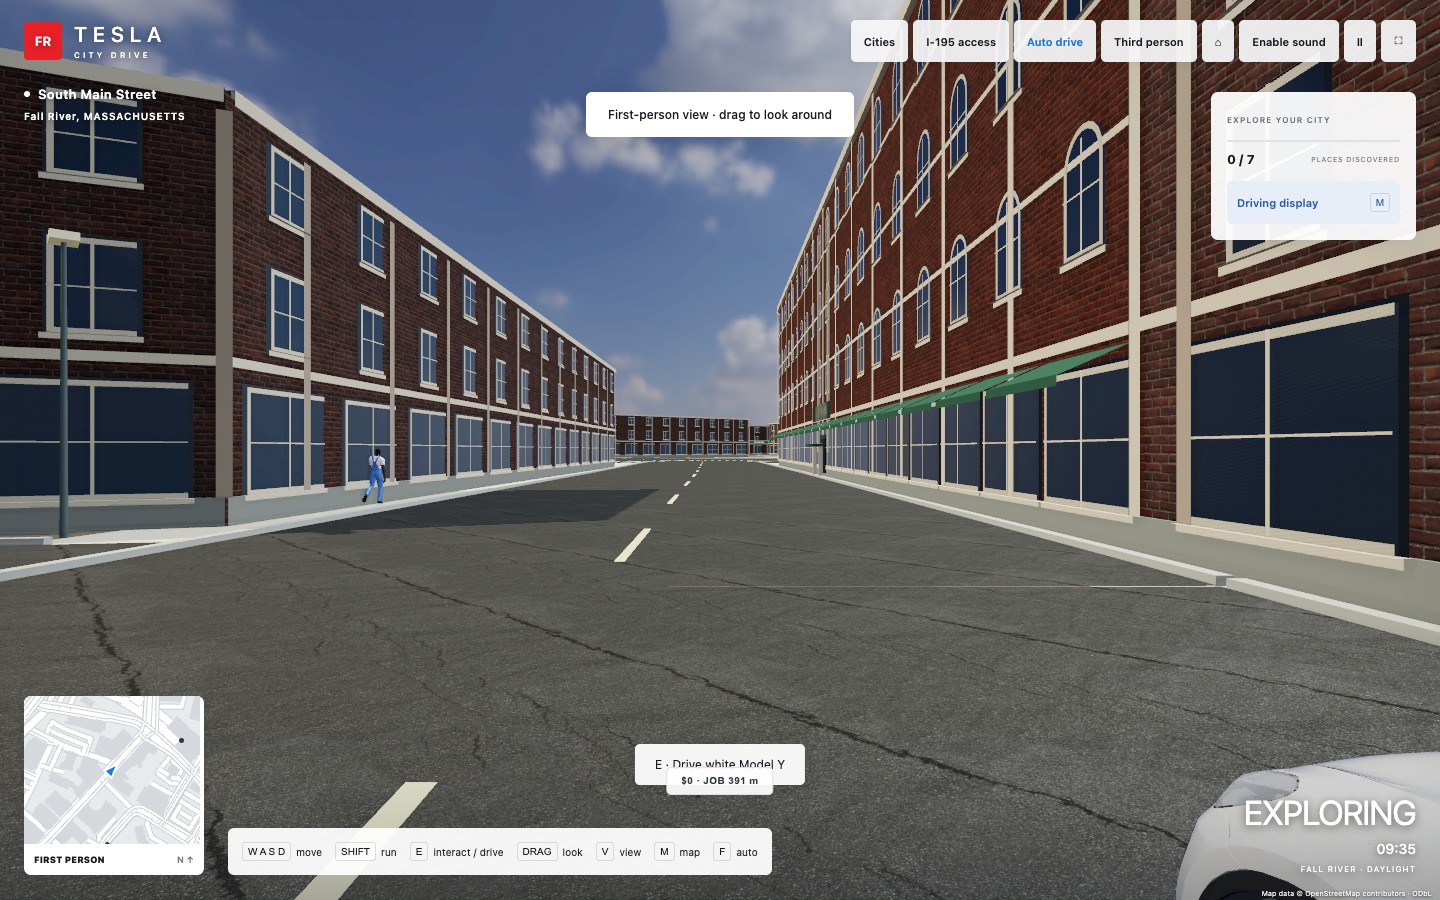 FR
TESLA
CITY DRIVE
South Main Street
Fall River, MASSACHUSETTS
Cities
I-195 access
Auto drive
Third person
Enable sound
First-person view · drag to look around
EXPLORE YOUR CITY
0 / 7
PLACES DISCOVERED
Driving display
M
E · Drive white Model Y
$0 · JOB 391 m
FIRST PERSON
N ↑
W A S D move SHIFT run E interact / drive DRAG look V view M map F auto
EXPLORING
09:35
FALL RIVER · DAYLIGHT
Map data © OpenStreetMap contributors · ODbL